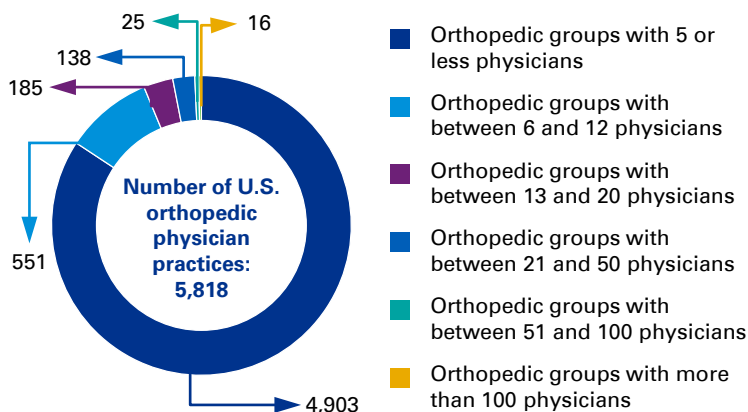 25
16
138
185
551
4,903
Number of U.S.
orthopedic
physician
practices:
5,818
Orthopedic groups with 5 or
less physicians
Orthopedic groups with
between 6 and 12 physicians
Orthopedic groups with
between 13 and 20 physicians
Orthopedic groups with
between 21 and 50 physicians
Orthopedic groups with
between 51 and 100 physicians
Orthopedic groups with more
than 100 physicians